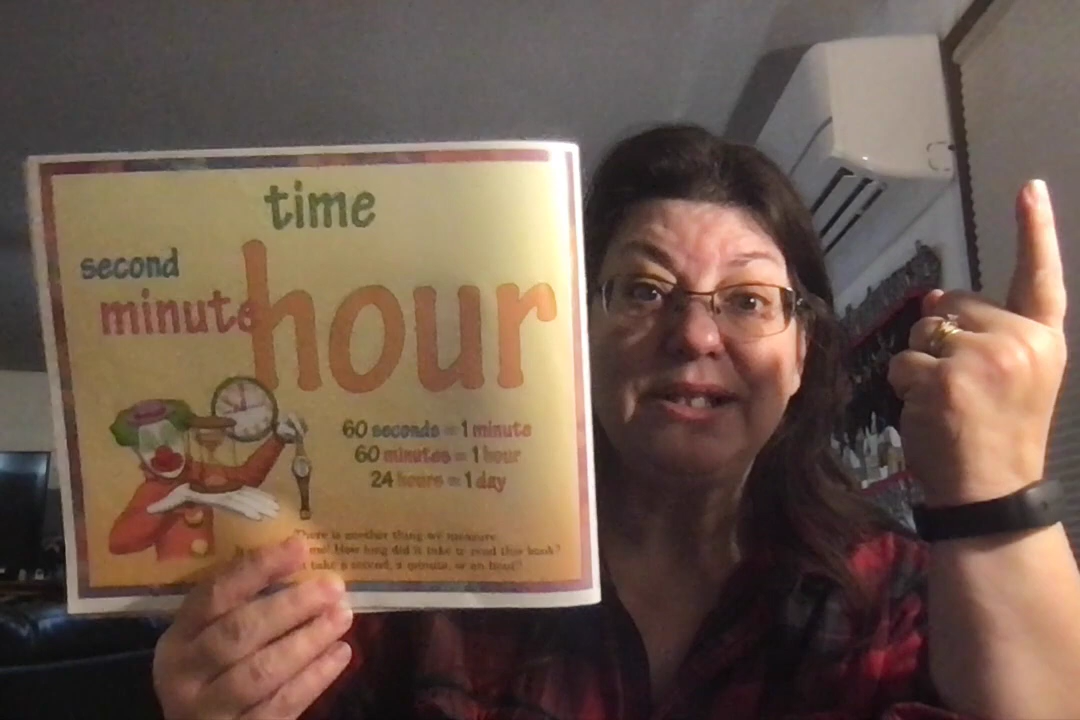 time
second
minute
hour
60 seconds = 1 minute
60 minutes = 1 hour
24 hours = 1 day
There is another thing we measure
How long did it take to read this book?
take a second, a minute, or an hour?